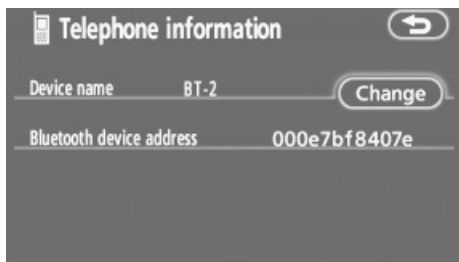 Telephone information
Device name BT-2 Change
Bluetooth device address 000e7bf8407e